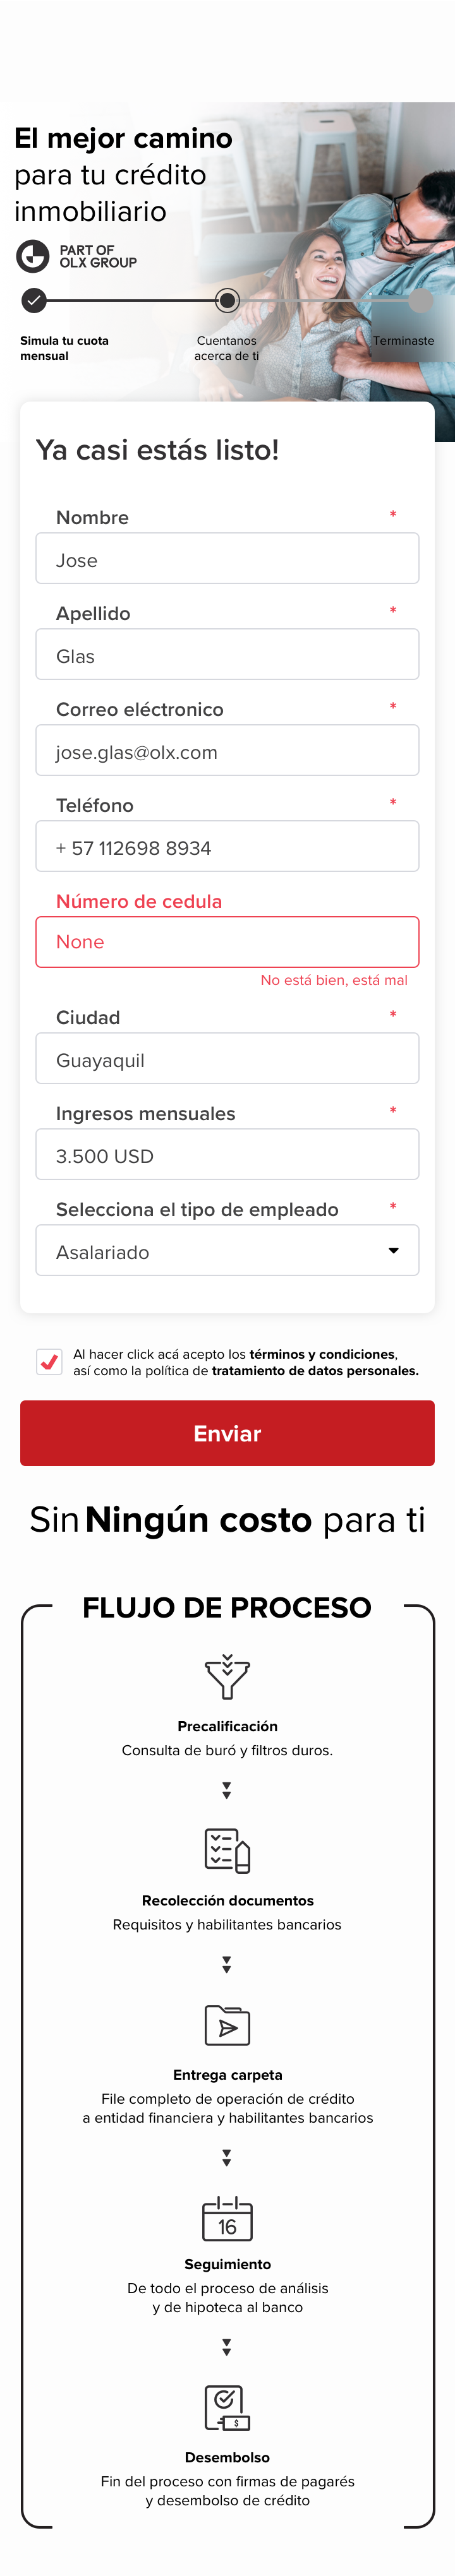 El mejor camino
para tu crédito
inmobiliario
PART OF
OLX GROUP
Simula tu cuota
mensual
Cuentanos
acerca de ti
Terminaste
Ya casi estás listo!
Nombre *
Jose
Apellido *
Glas
Correo eléctronico *
jose.glas@olx.com
Teléfono *
+ 57 112698 8934
Número de cedula
None
No está bien, está mal
Ciudad *
Guayaquil
Ingresos mensuales *
3.500 USD
Selecciona el tipo de empleado *
Asalariado
Al hacer click acá acepto los términos y condiciones,
así como la política de tratamiento de datos personales.
Enviar
Sin Ningún costo para ti
FLUJO DE PROCESO
Precalificación
Consulta de buró y filtros duros.
Recolección documentos
Requisitos y habilitantes bancarios
Entrega carpeta
File completo de operación de crédito
a entidad financiera y habilitantes bancarios
16
Seguimiento
De todo el proceso de análisis
y de hipoteca al banco
$
Desembolso
Fin del proceso con firmas de pagarés
y desembolso de crédito